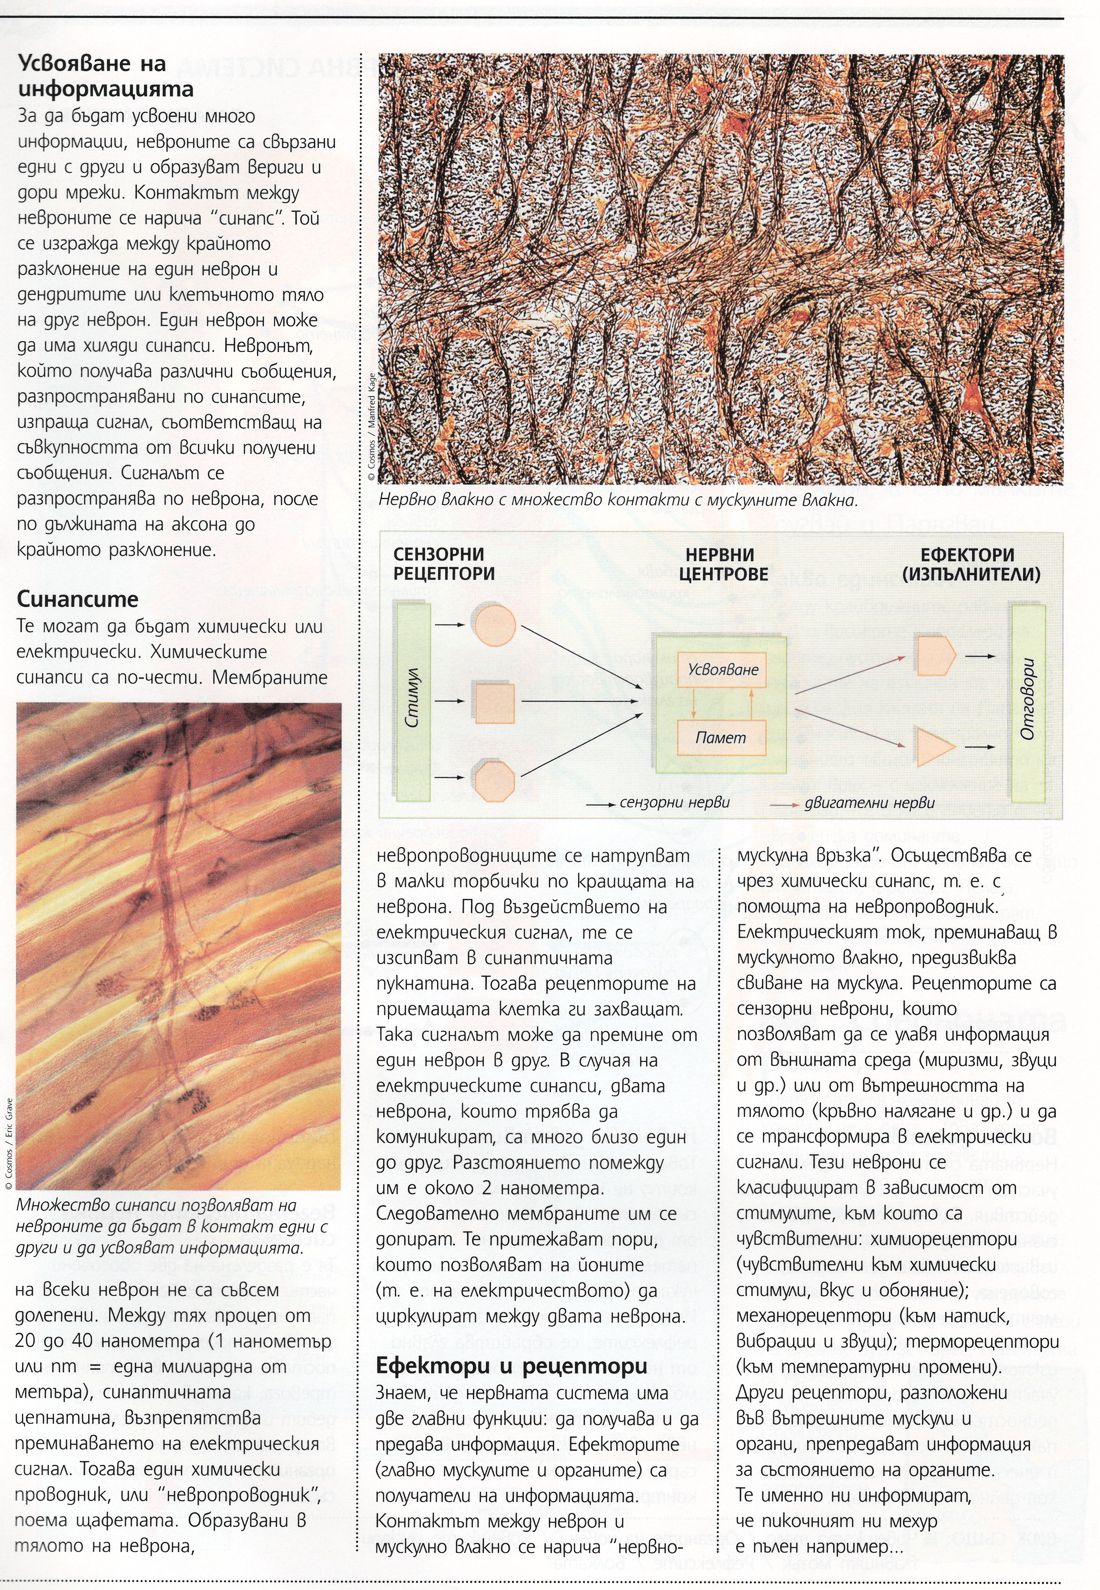 Усвояване на
информацията
За да бъдат усвоени много
информации, невроните са свързани
едни с други и образуват вериги и
дори мрежи. Контактът между
невроните се нарича “синапс”. Той
се изгражда между крайното
разклонение на един неврон и
дендритите или клетъчното тяло
на друг неврон. Един неврон може
да има хиляди синапси. Невронът,
който получава различни съобщения,
разпространявани по синапсите,
изпраща сигнал, съответстващ на
съвкупността от всички получени
съобщения. Сигналът се
разпространява по неврона, после
по дължината на аксона до
крайното разклонение.
Синапсите
Те могат да бъдат химически или
електрически. Химическите
синапси са по-чести. Мембраните
© Cosmos / Eric Grave
Множество синапси позволяват на
невроните да бъдат в контакт едни с
други и да усвояват информацията.
на всеки неврон не са съвсем
долепени. Между тях процеп от
20 до 40 нанометра (1 нанометър
или nm = една милиардна от
метъра), синаптичната
цепнатина, възпрепятства
преминаването на електрическия
сигнал. Тогава един химически
проводник, или “невропроводник”,
поема щафетата. Образувани в
тялото на неврона,
© Cosmos / Manfred Kage
Нервно влакно с множество контакти с мускулните влакна.
СЕНЗОРНИ
РЕЦЕПТОРИ
НЕРВНИ
ЦЕНТРОВЕ
ЕФЕКТОРИ
(ИЗПЪЛНИТЕЛИ)
Стимул
Усвояване
Памет
Отговори
сензорни нерви
двигателни нерви
невропроводниците се натрупват
в малки торбички по краищата на
неврона. Под въздействието на
електрическия сигнал, те се
изсипват в синаптичната
пукнатина. Тогава рецепторите на
приемащата клетка ги захващат.
Така сигналът може да премине от
един неврон в друг. В случая на
електрическите синапси, двата
неврона, които трябва да
комуникират, са много близо един
до друг. Разстоянието помежду
им е около 2 нанометра.
Следователно мембраните им се
допират. Те притежават пори,
които позволяват на йоните
(т. е. на електричеството) да
циркулират между двата неврона.
Ефектори и рецептори
Знаем, че нервната система има
две главни функции: да получава и да
предава информация. Ефекторите
(главно мускулите и органите) са
получатели на информацията.
Контактът между неврон и
мускулно влакно се нарича “нервно-
мускулна връзка”. Осъществява се
чрез химически синапс, т. е. с
помощта на невропроводник.
Електрическият ток, преминаващ в
мускулното влакно, предизвиква
свиване на мускула. Рецепторите са
сензорни неврони, които
позволяват да се улавя информация
от външната среда (миризми, звуци
и др.) или от вътрешността на
тялото (кръвно налягане и др.) и да
се трансформира в електрически
сигнали. Тези неврони се
класифицират в зависимост от
стимулите, към които са
чувствителни: химиорецептори
(чувствителни към химически
стимули, вкус и обоняние);
механорецептори (към натиск,
вибрации и звуци); терморецептори
(към температурни промени).
Други рецептори, разположени
във вътрешните мускули и
органи, препредават информация
за състоянието на органите.
Те именно ни информират,
че пикочният ни мехур
е пълен например...